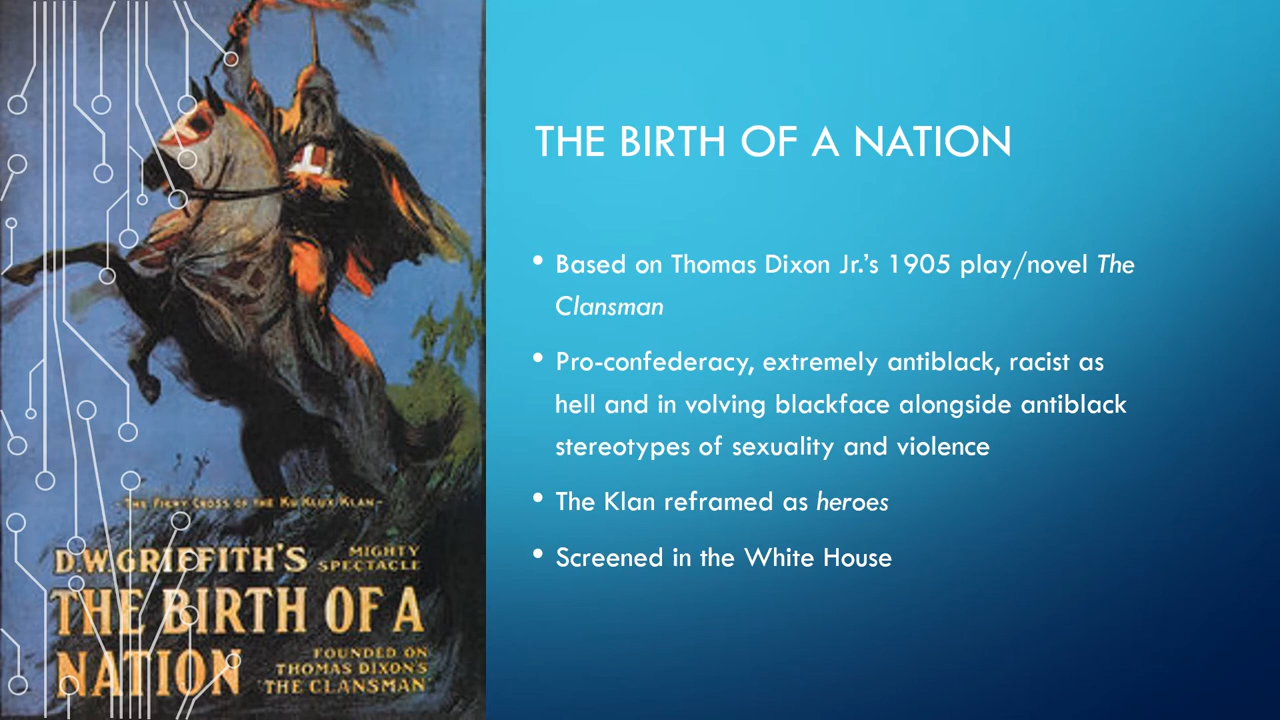 THE BIRTH OF A NATION
• Based on Thomas Dixon Jr.’s 1905 play/novel The
Clansman
• Pro-confederacy, extremely antiblack, racist as
hell and in volving blackface alongside antiblack
stereotypes of sexuality and violence
• The Klan reframed as heroes
• Screened in the White House
-THE FIERY CROSS OF THE KU KLUX KLAN-
D.W.GRIFFITH'S
MIGHTY
SPECTACLE
THE BIRTH OF A
NATION
FOUNDED ON
THOMAS DIXON'S
THE CLANSMAN